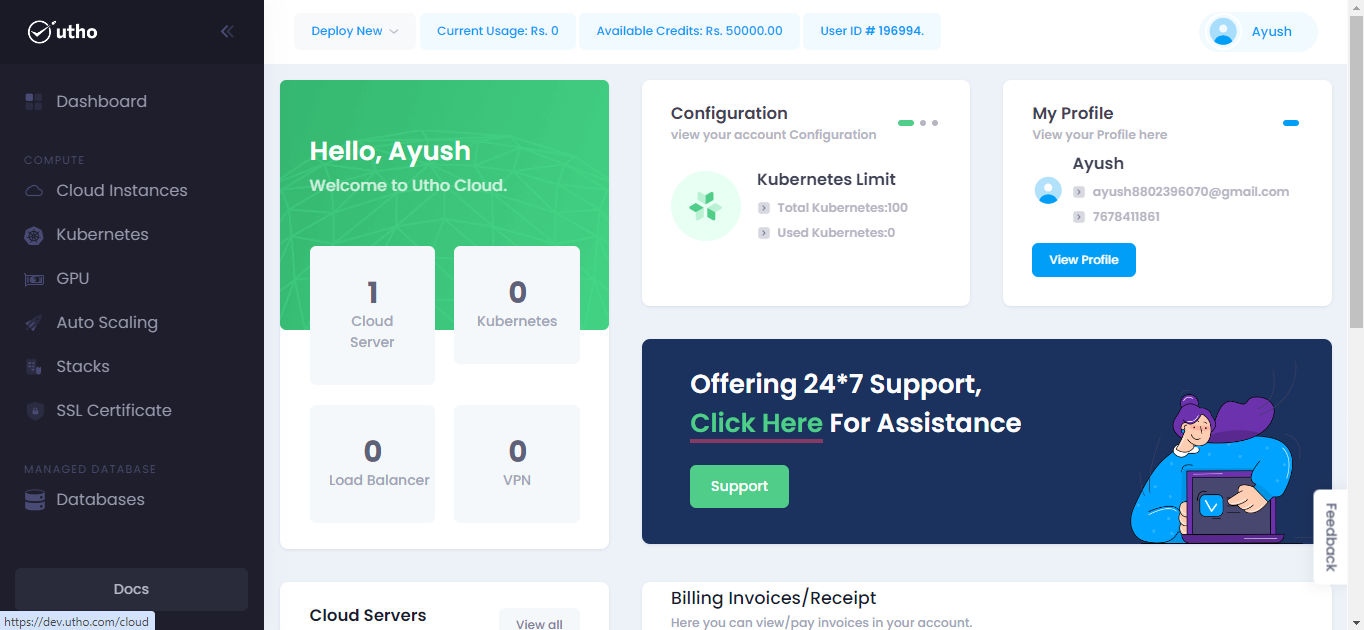 utho
Dashboard
COMPUTE
Cloud Instances
Kubernetes
GPU
Auto Scaling
Stacks
SSL Certificate
MANAGED DATABASE
Databases
Docs
https://dev.utho.com/cloud
Deploy New
Current Usage: Rs. 0
Available Credits: Rs. 50000.00
User ID # 196994.
Ayush
Hello, Ayush
Welcome to Utho Cloud.
1
Cloud
Server
0
Kubernetes
0
Load Balancer
0
VPN
Configuration
view your account Configuration
Kubernetes Limit
Total Kubernetes:100
Used Kubernetes:0
My Profile
View your Profile here
Ayush
ayush8802396070@gmail.com
7678411861
View Profile
Offering 24*7 Support,
Click Here For Assistance
Support
Feedback
Cloud Servers
View all
Billing Invoices/Receipt
Here you can view/pay invoices in your account.